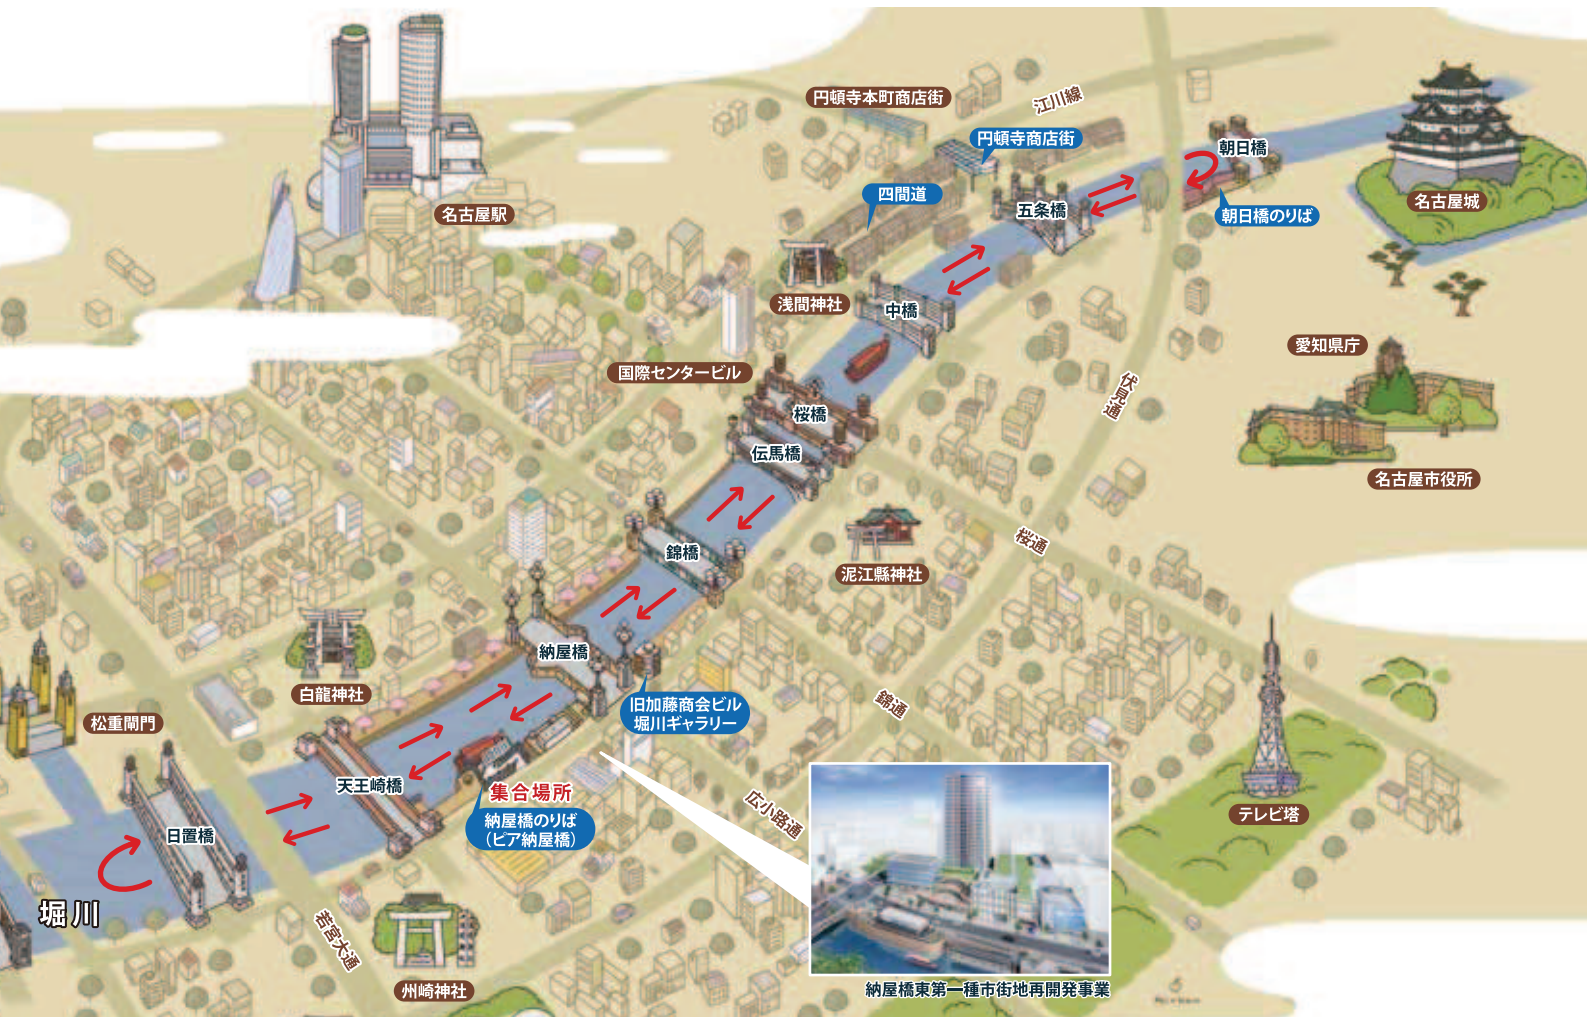 円頓寺本町商店街
江川線
円頓寺商店街
朝日橋
四間道
五条橋
名古屋城
名古屋駅
朝日橋のりば
浅間神社
中橋
愛知県庁
国際センタービル
伏見通
桜橋
伝馬橋
名古屋市役所
桜通
錦橋
泥江縣神社
納屋橋
白龍神社
錦通
旧加藤商会ビル
堀川ギャラリー
松重閘門
天王崎橋
集合場所
納屋橋のりば
（ピア納屋橋）
広小路通
テレビ塔
日置橋
堀川
若宮大通
州崎神社
納屋橋東第一種市街地再開発事業